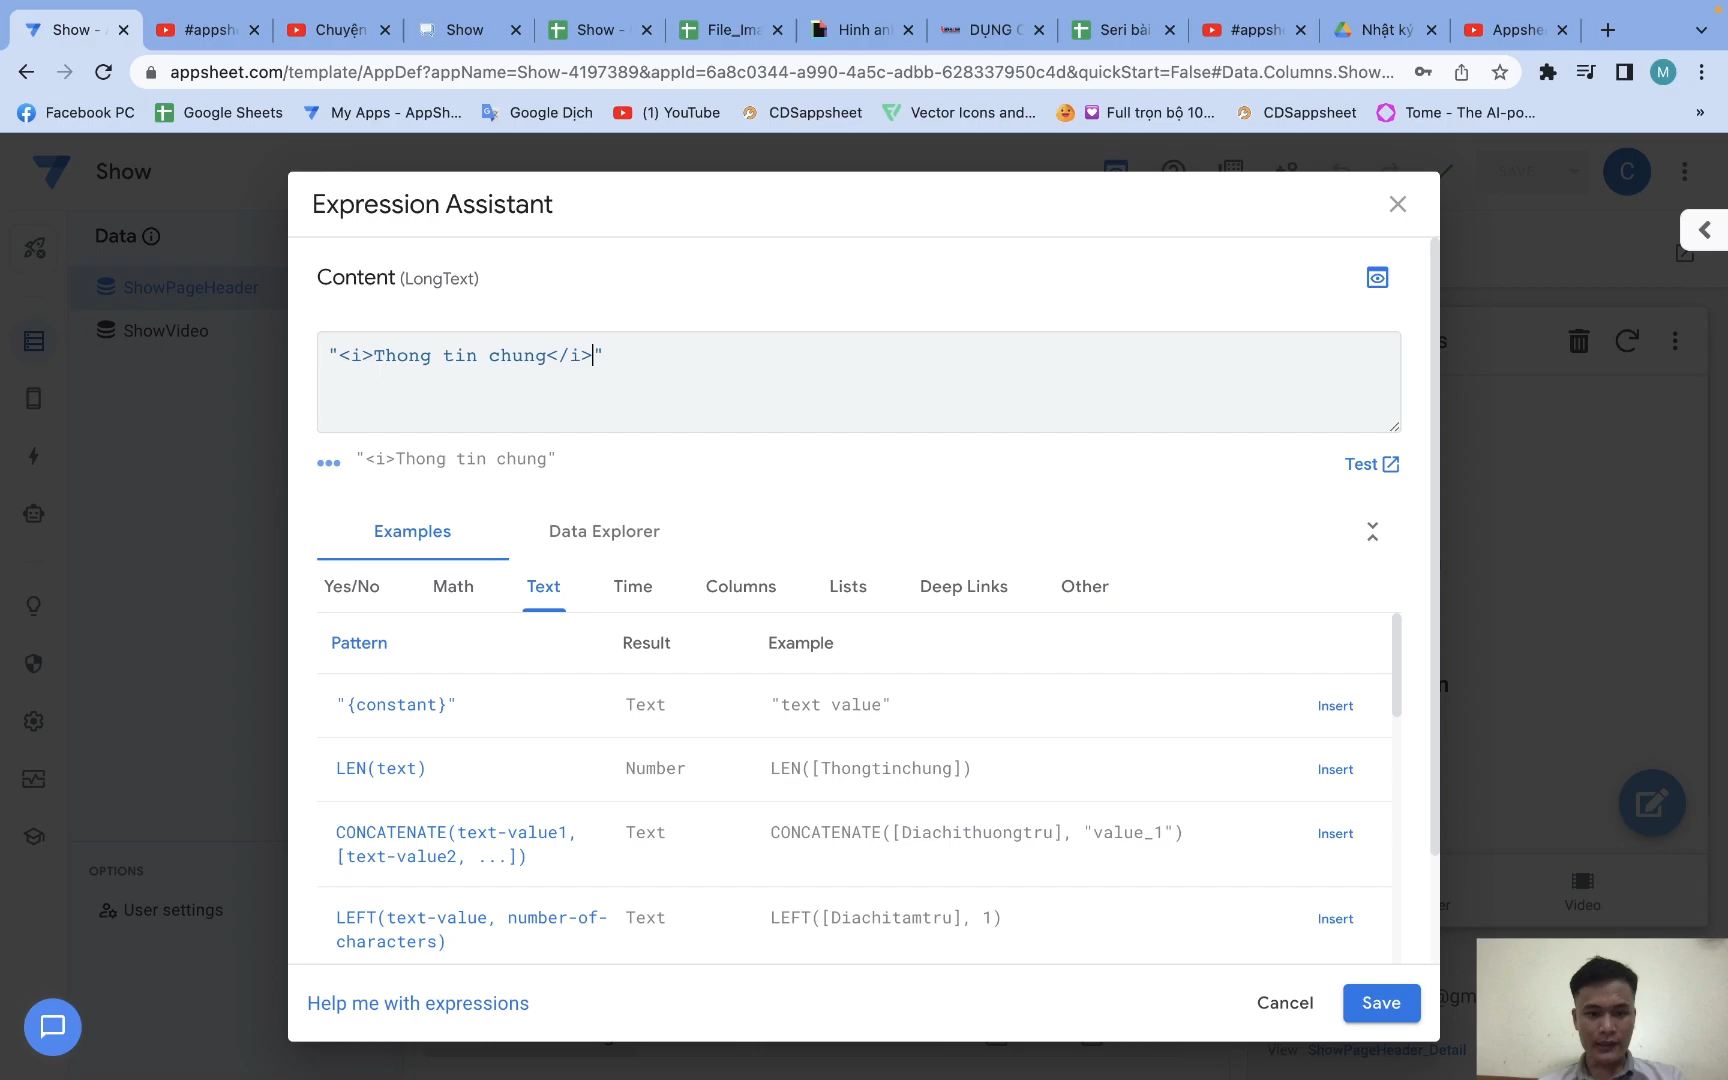 Show -
#appsh
Chuyện
Show
Show -
File_Ima
Hinh an
DỤNG C
Seri bài
#appsh
Nhật ký
Appshe
appsheet.com/template/AppDef?appName=Show-4197389&appId=6a8c0344-a990-4a5c-adbb-628337950c4d&quickStart=False#Data.Columns.Show...
M
Facebook PC
Google Sheets
My Apps - AppSh...
Google Dịch
(1) YouTube
CDSappsheet
Vector Icons and...
Full trọn bộ 10...
CDSappsheet
Tome - The AI-po...
»
Show
SAVE
C
Data
ShowPageHeader
ShowVideo
OPTIONS
User settings
Expression Assistant
Content (LongText)
"<i>Thong tin chung</i>"
"<i>Thong tin chung"
Test
Examples Data Explorer
Yes/No Math Text Time Columns Lists Deep Links Other
Pattern Result Example
"{constant}" Text "text value" Insert
LEN(text) Number LEN([Thongtinchung]) Insert
CONCATENATE(text-value1, Text CONCATENATE([Diachithuongtru], "value_1") Insert
[text-value2, ...])
LEFT(text-value, number-of- Text LEFT([Diachitamtru], 1) Insert
characters)
Help me with expressions
Cancel Save
Video
View: ShowPageHeader_Detail